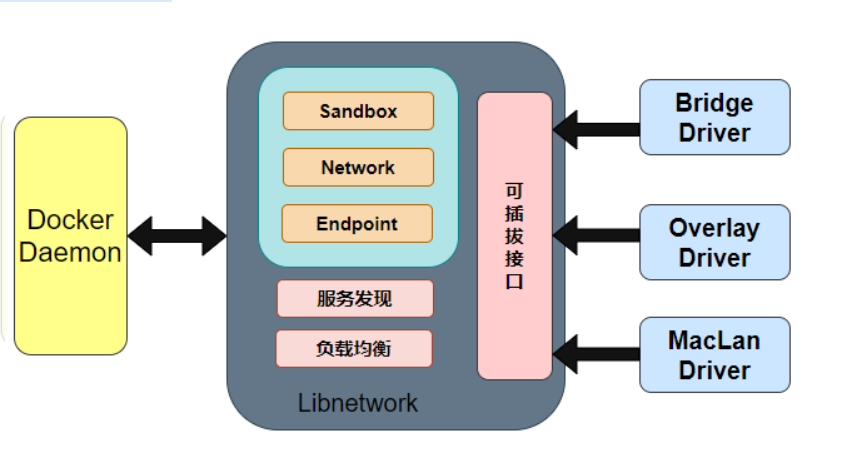 Docker
Daemon
Sandbox
Network
Endpoint
服务发现
负载均衡
Libnetwork
可
插
拔
接
口
Bridge
Driver
Overlay
Driver
MacLan
Driver